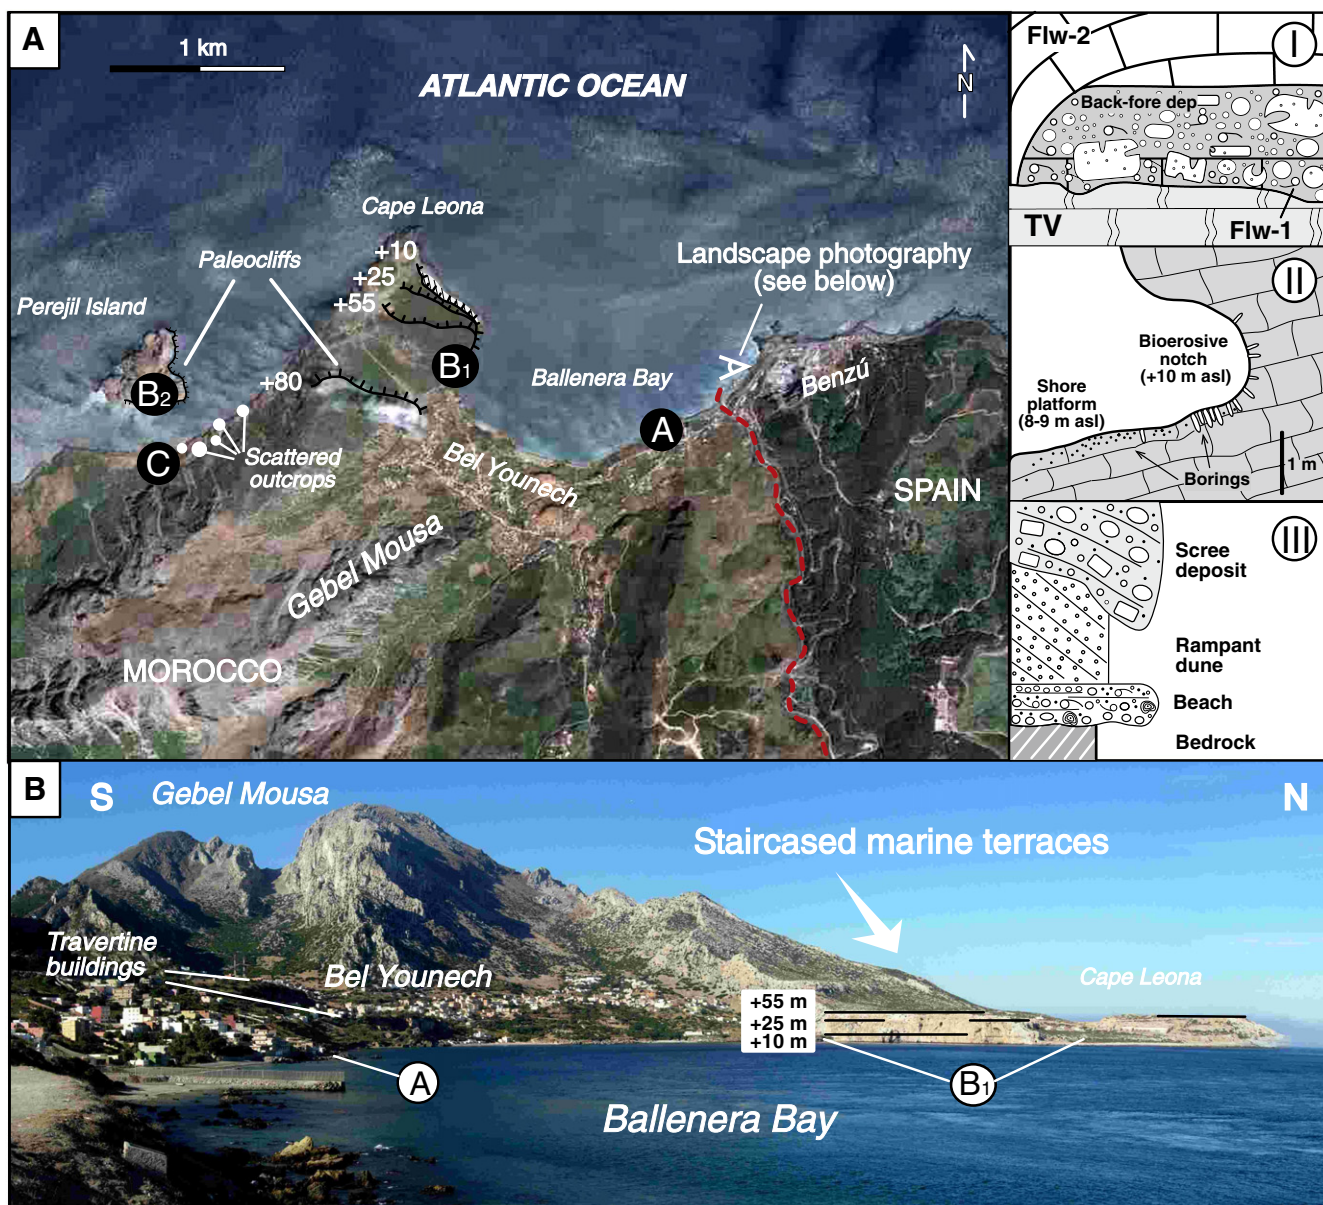 A
1 km
ATLANTIC OCEAN
N
Cape Leona
+10
+25
+55
Paleocliffs
Perejil Island
Landscape photography
(see below)
B2
B1
+80
Ballenera Bay
Benzú
A
C
Scattered
outcrops
Bel Younech
SPAIN
Gebel Mousa
MOROCCO
Flw-2
I
Back-fore dep
TV
Flw-1
II
Bioerosive
notch
(+10 m asl)
Shore
platform
(8-9 m asl)
1 m
Borings
III
Scree
deposit
Rampant
dune
Beach
Bedrock
B
S
Gebel Mousa
N
Staircased marine terraces
Travertine
buildings
Bel Younech
Cape Leona
+55 m
+25 m
+10 m
A
B1
Ballenera Bay